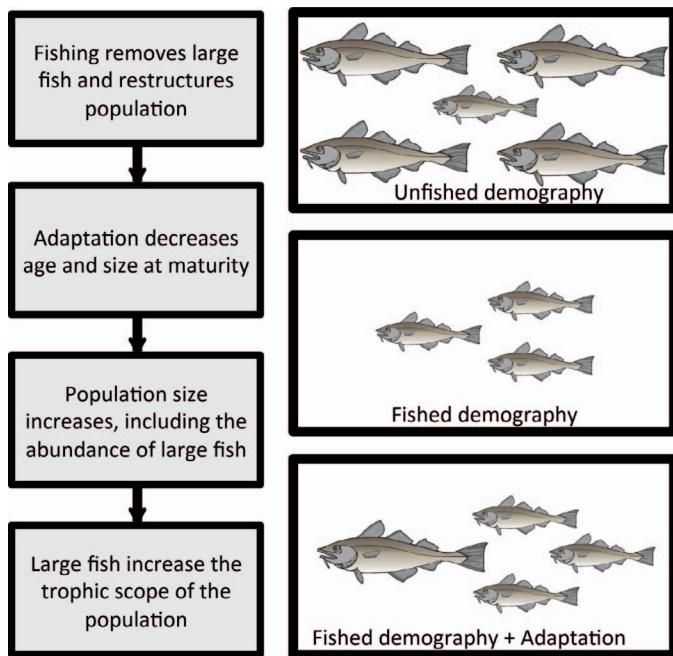 Fishing removes large
fish and restructures
population
Adaptation decreases
age and size at maturity
Population size
increases, including the
abundance of large fish
Large fish increase the
trophic scope of the
population
Unfished demography
Fished demography
Fished demography + Adaptation